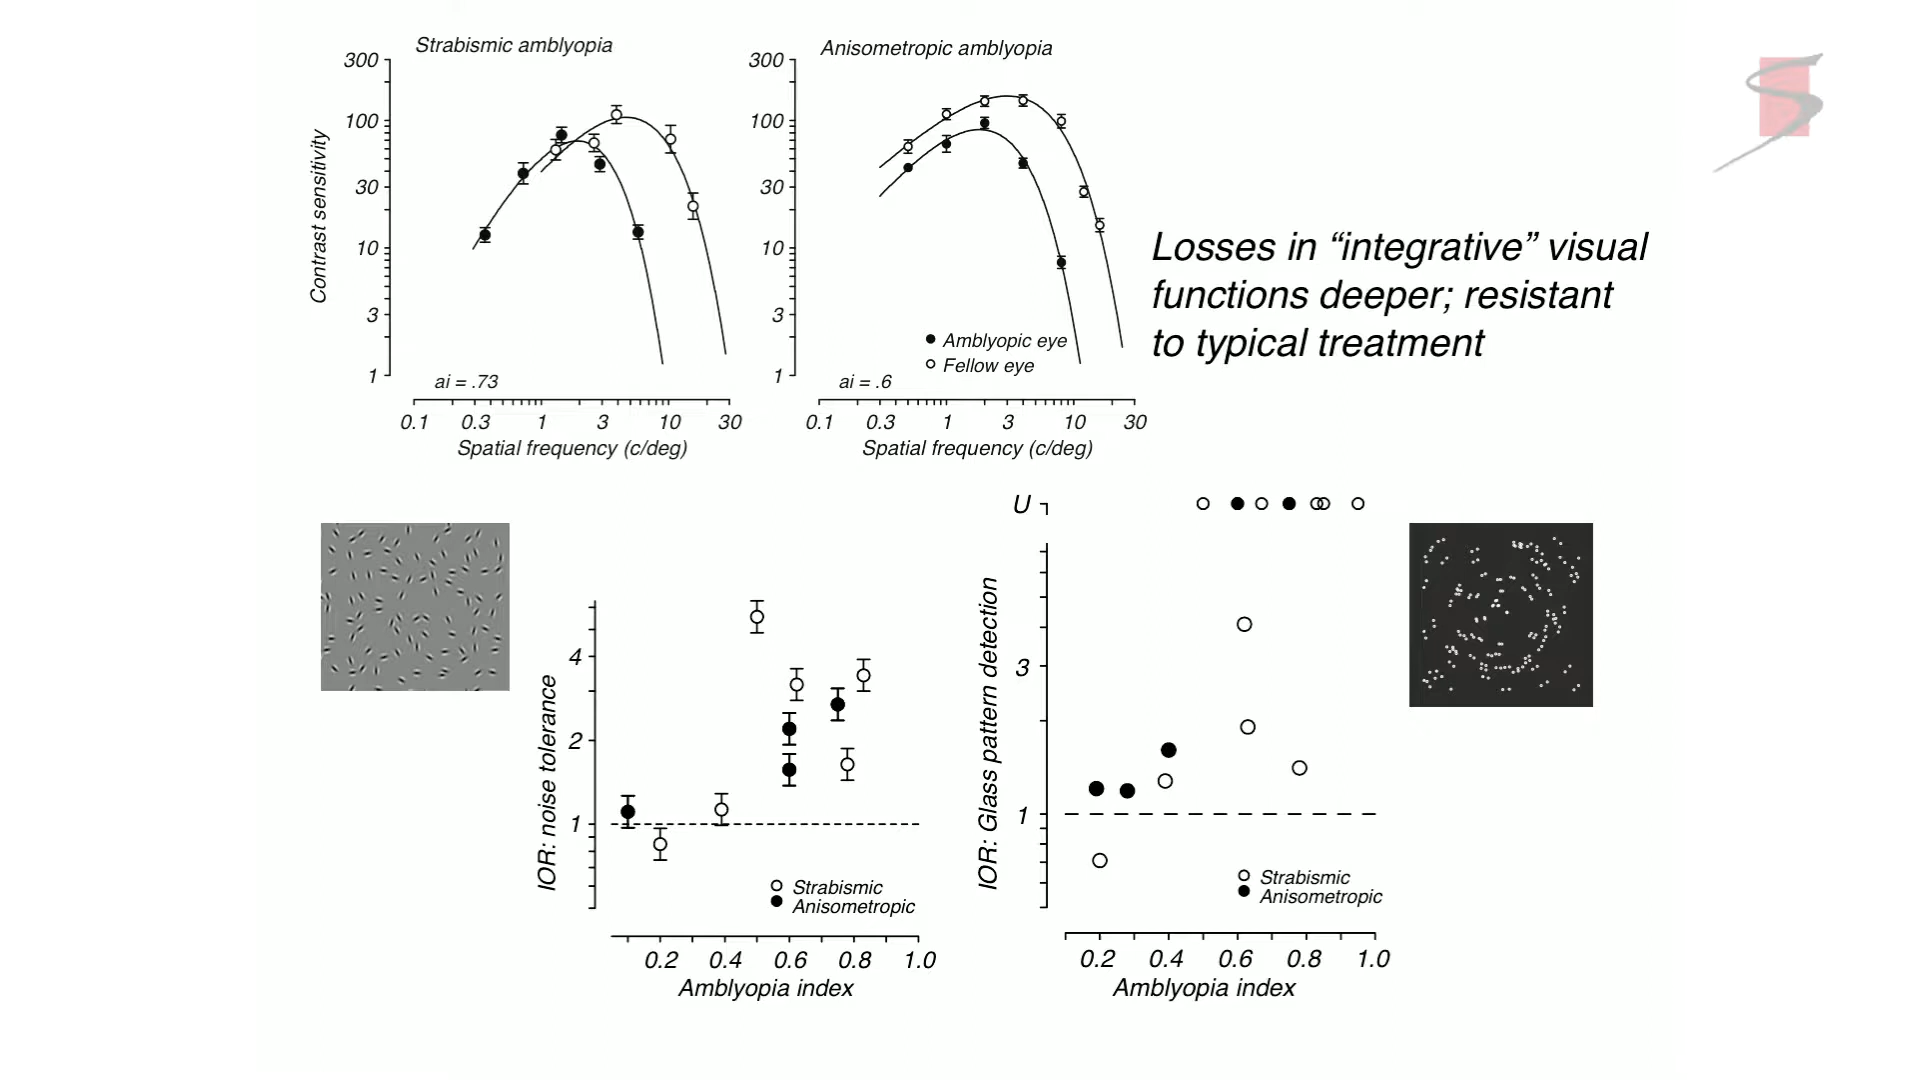 Strabismic amblyopia
300
100
30
10
3
1
Contrast sensitivity
ai = .73
0.1 0.3 1 3 10 30
Spatial frequency (c/deg)
Anisometropic amblyopia
300
100
30
10
3
1
Amblyopic eye
Fellow eye
ai = .6
0.1 0.3 1 3 10 30
Spatial frequency (c/deg)
Losses in “integrative” visual
functions deeper; resistant
to typical treatment
4
2
1
IOR: noise tolerance
Strabismic
Anisometropic
0.2 0.4 0.6 0.8 1.0
Amblyopia index
U
3
1
IOR: Glass pattern detection
Strabismic
Anisometropic
0.2 0.4 0.6 0.8 1.0
Amblyopia index